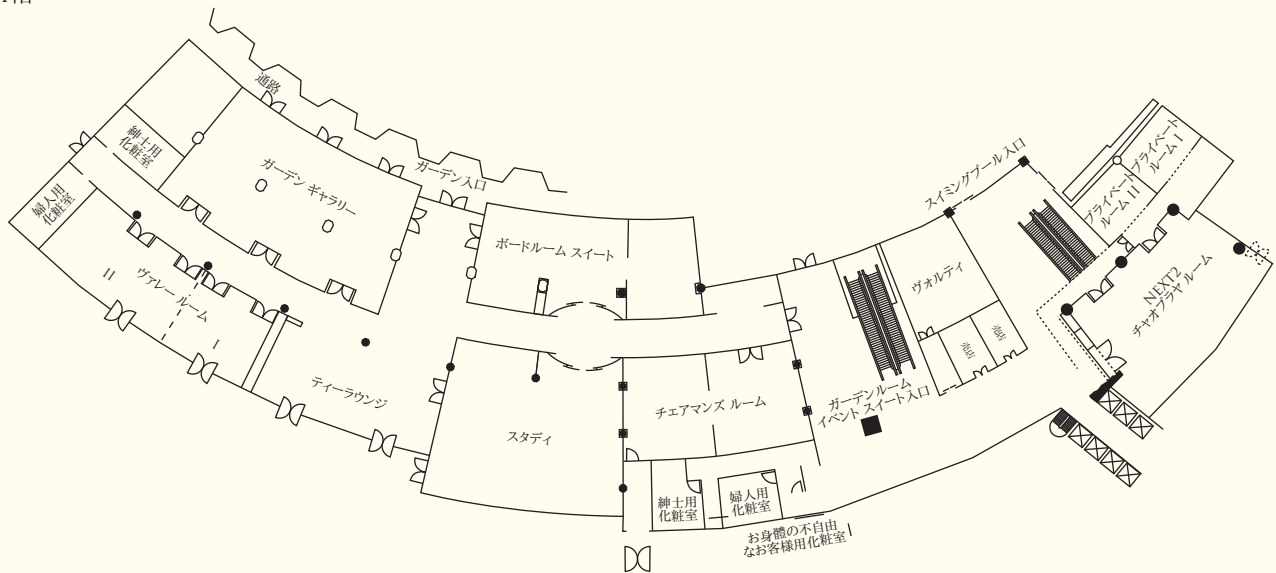 通路
紳士用
化粧室
婦人用
化粧室
ガーデン ギャラリー
ガーデン入口
ヴァレー ルーム
II
I
ティーラウンジ
ボードルーム スイート
スタディ
チェアマンズ ルーム
紳士用
化粧室
婦人用
化粧室
お身體の不自由
なお客様用化粧室
ガーデンルーム
イベント スイート入口
ヴォルティ
売店
売店
スイミングプール入口
プライベート
ルーム I
プライベート
ルーム II
NEXT2
チャオプラヤ ルーム